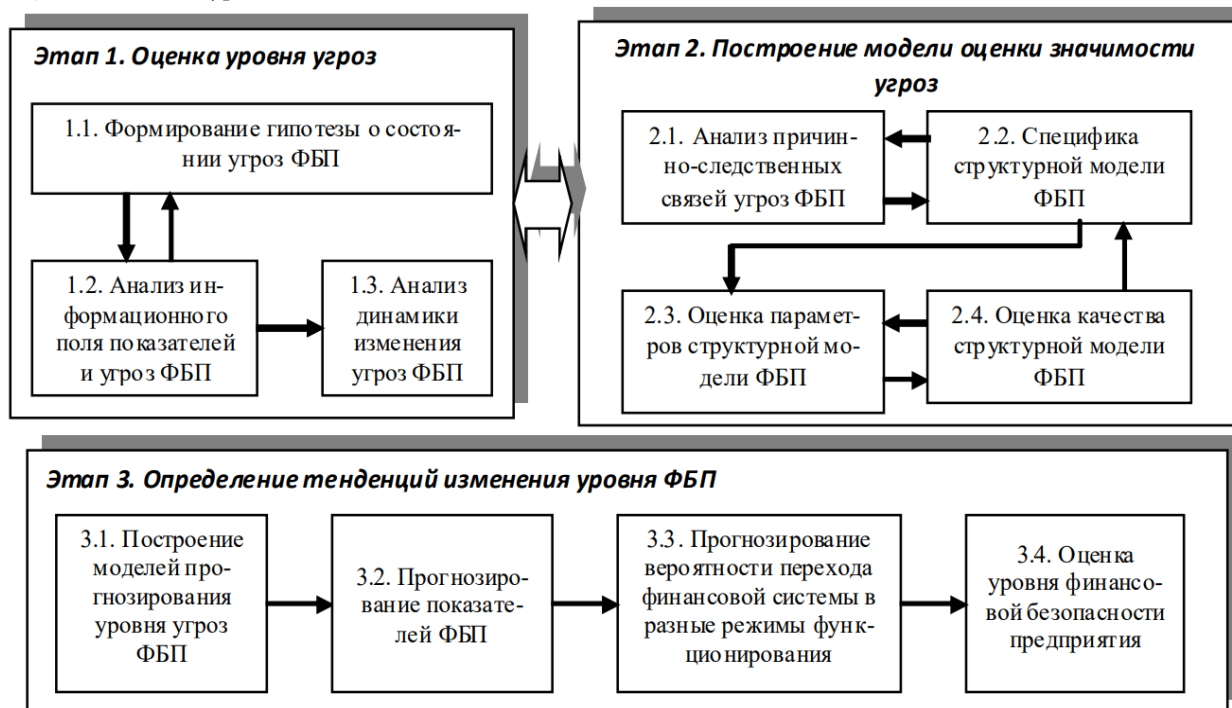 Этап 1. Оценка уровня угроз
1.1. Формирование гипотезы о состоя-
нии угроз ФБП
1.2. Анализ ин-
формационного
поля показателей
и угроз ФБП
1.3. Анализ
динамики
изменения
угроз ФБП
Этап 2. Построение модели оценки значимости
угроз
2.1. Анализ причин-
но-следственных
связей угроз ФБП
2.2. Специфика
структурной модели
ФБП
2.3. Оценка парамет-
ров структурной мо-
дели ФБП
2.4. Оценка качества
структурной модели
ФБП
Этап 3. Определение тенденций изменения уровня ФБП
3.1. Построение
моделей про-
гнозирования
уровня угроз
ФБП
3.2. Прогнозиро-
вание показате-
лей ФБП
3.3. Прогнозирование
вероятности перехода
финансовой системы в
разные режимы функ-
ционирования
3.4. Оценка
уровня финансо-
вой безопасности
предприятия